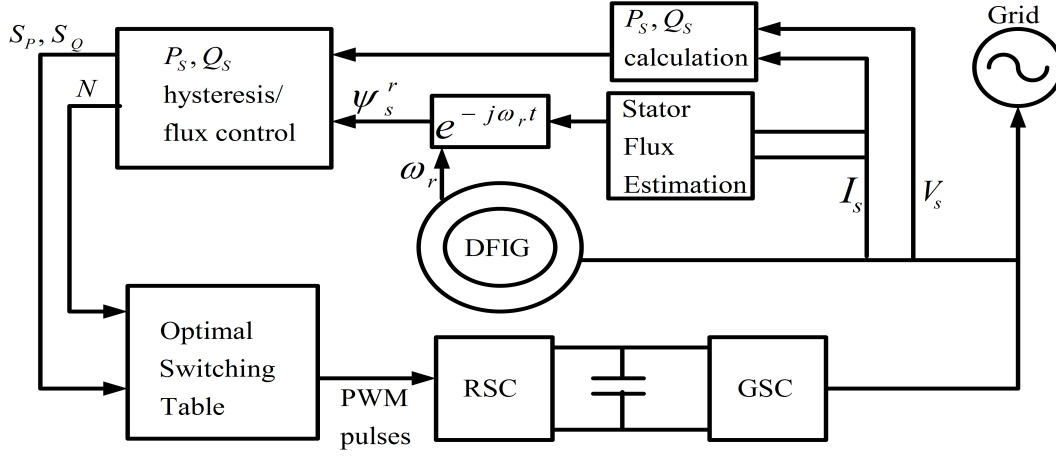 S_P, S_Q
N
P_S, Q_S
hysteresis/
flux control
ψ_s^r
e^{-jω_r t}
ω_r
P_S, Q_S
calculation
Stator
Flux
Estimation
I_s
V_s
Grid
DFIG
Optimal
Switching
Table
PWM
pulses
RSC
GSC